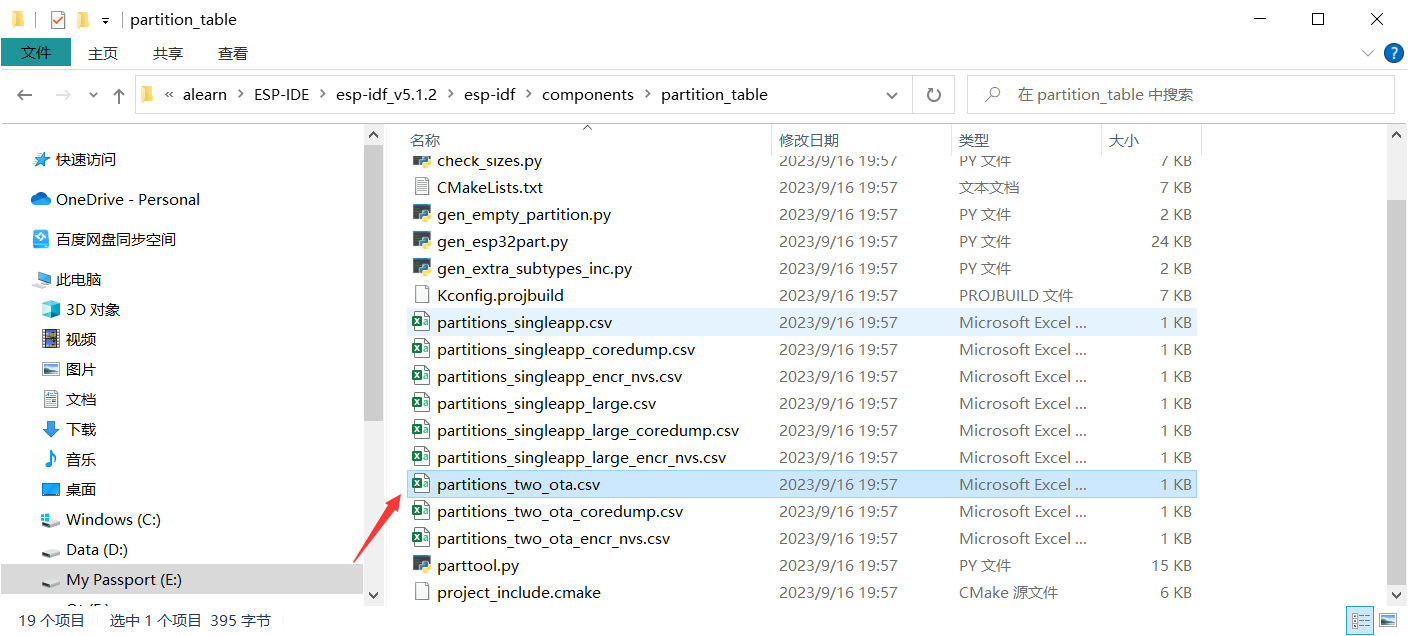 partition_table
文件 主页 共享 查看
« alearn > ESP-IDE > esp-idf_v5.1.2 > esp-idf > components > partition_table
在 partition_table 中搜索
快速访问
OneDrive - Personal
百度网盘同步空间
此电脑
3D 对象
视频
图片
文档
下载
音乐
桌面
Windows (C:)
Data (D:)
My Passport (E:)
名称 修改日期 类型 大小
check_sizes.py 2023/9/16 19:57 PY 文件 7 KB
CMakeLists.txt 2023/9/16 19:57 文本文档 7 KB
gen_empty_partition.py 2023/9/16 19:57 PY 文件 2 KB
gen_esp32part.py 2023/9/16 19:57 PY 文件 24 KB
gen_extra_subtypes_inc.py 2023/9/16 19:57 PY 文件 2 KB
Kconfig.projbuild 2023/9/16 19:57 PROJBUILD 文件 7 KB
partitions_singleapp.csv 2023/9/16 19:57 Microsoft Excel ... 1 KB
partitions_singleapp_coredump.csv 2023/9/16 19:57 Microsoft Excel ... 1 KB
partitions_singleapp_encr_nvs.csv 2023/9/16 19:57 Microsoft Excel ... 1 KB
partitions_singleapp_large.csv 2023/9/16 19:57 Microsoft Excel ... 1 KB
partitions_singleapp_large_coredump.csv 2023/9/16 19:57 Microsoft Excel ... 1 KB
partitions_singleapp_large_encr_nvs.csv 2023/9/16 19:57 Microsoft Excel ... 1 KB
partitions_two_ota.csv 2023/9/16 19:57 Microsoft Excel ... 1 KB
partitions_two_ota_coredump.csv 2023/9/16 19:57 Microsoft Excel ... 1 KB
partitions_two_ota_encr_nvs.csv 2023/9/16 19:57 Microsoft Excel ... 1 KB
parttool.py 2023/9/16 19:57 PY 文件 15 KB
project_include.cmake 2023/9/16 19:57 CMake 源文件 6 KB
19 个项目 选中 1 个项目 395 字节